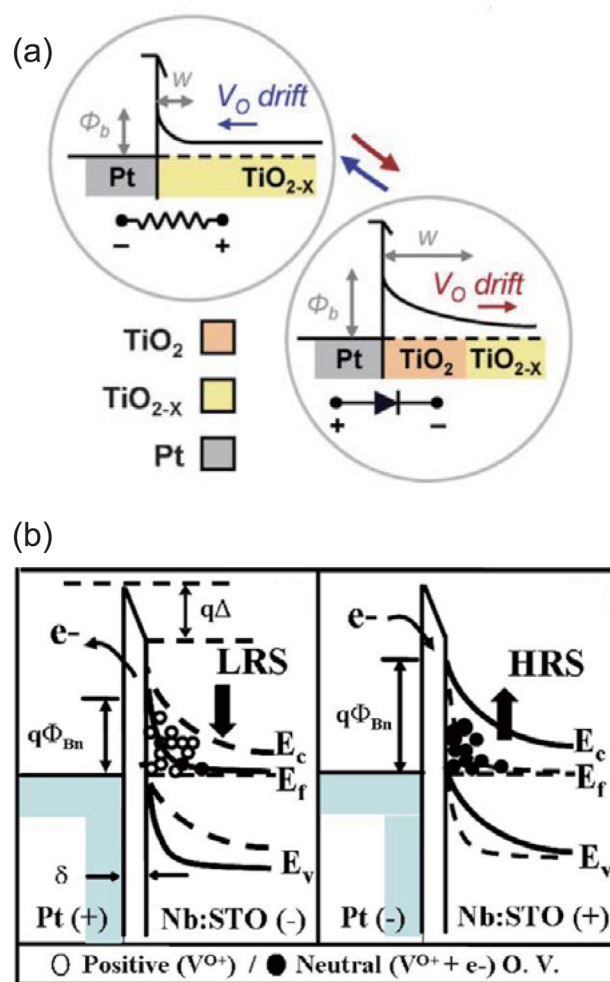 (a)
w
V_O drift
Φ_b
Pt
TiO_2-X
− +
w
V_O drift
Φ_b
Pt
TiO_2
TiO_2-X
+ −
TiO_2
TiO_2-X
Pt
(b)
qΔ
e-
LRS
qΦ_Bn
E_c
E_f
E_v
δ
Pt (+)
Nb:STO (-)
e-
HRS
qΦ_Bn
E_c
E_f
E_v
Pt (-)
Nb:STO (+)
○ Positive (V^O+) / ● Neutral (V^O+ + e-) O. V.